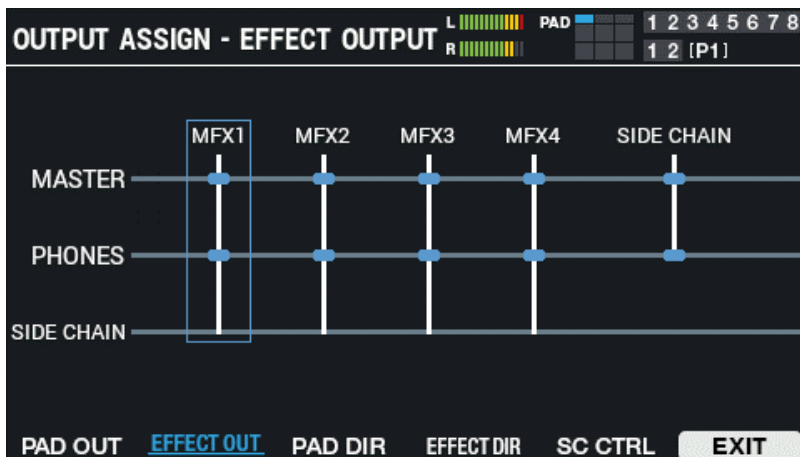 OUTPUT ASSIGN - EFFECT OUTPUT L R PAD 1 2 3 4 5 6 7 8
1 2 [P1]
MFX1 MFX2 MFX3 MFX4 SIDE CHAIN
MASTER
PHONES
SIDE CHAIN
PAD OUT EFFECT OUT PAD DIR EFFECT DIR SC CTRL EXIT